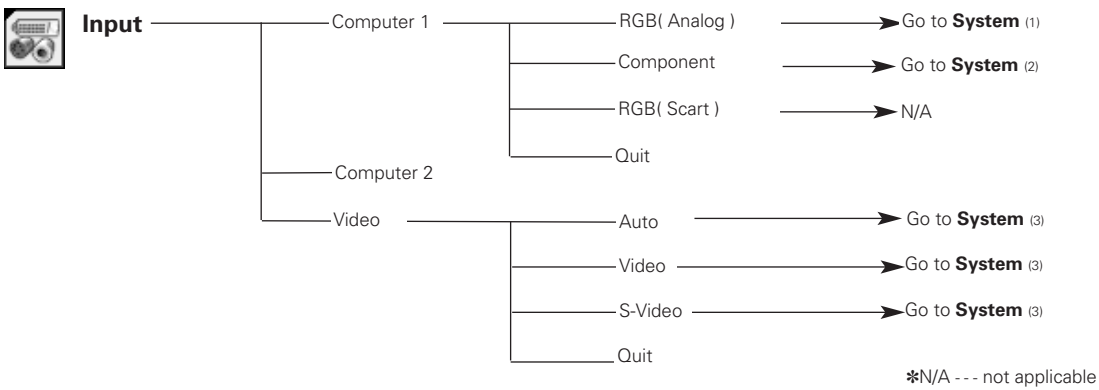 Input
Computer 1
RGB( Analog )
Go to System (1)
Component
Go to System (2)
RGB( Scart )
N/A
Quit
Computer 2
Video
Auto
Go to System (3)
Video
Go to System (3)
S-Video
Go to System (3)
Quit
✽N/A - - - not applicable